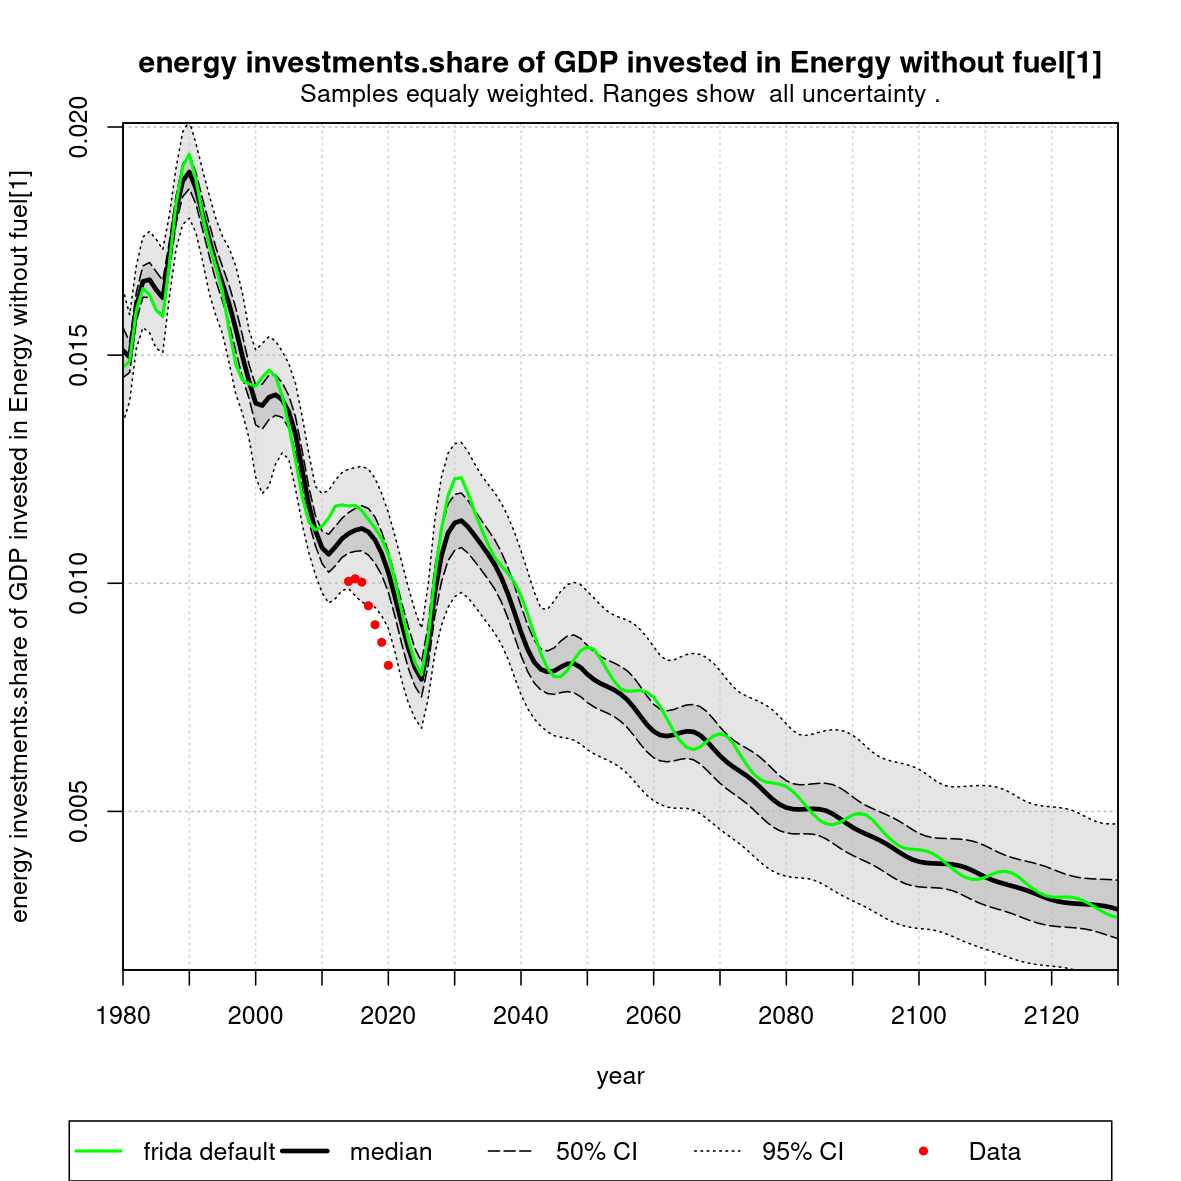 energy investments.share of GDP invested in Energy without fuel[1]
Samples equaly weighted. Ranges show  all uncertainty .
energy investments.share of GDP invested in Energy without fuel[1]
0.020
0.015
0.010
0.005
1980 2000 2020 2040 2060 2080 2100 2120
year
frida default median 50% CI 95% CI Data